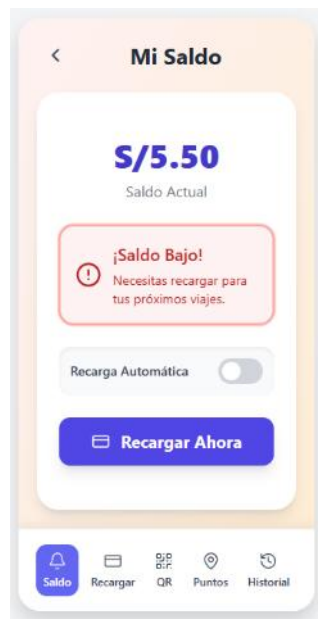 Mi Saldo
S/5.50
Saldo Actual
¡Saldo Bajo!
Necesitas recargar para
tus próximos viajes.
Recarga Automática
Recargar Ahora
Saldo Recargar QR Puntos Historial